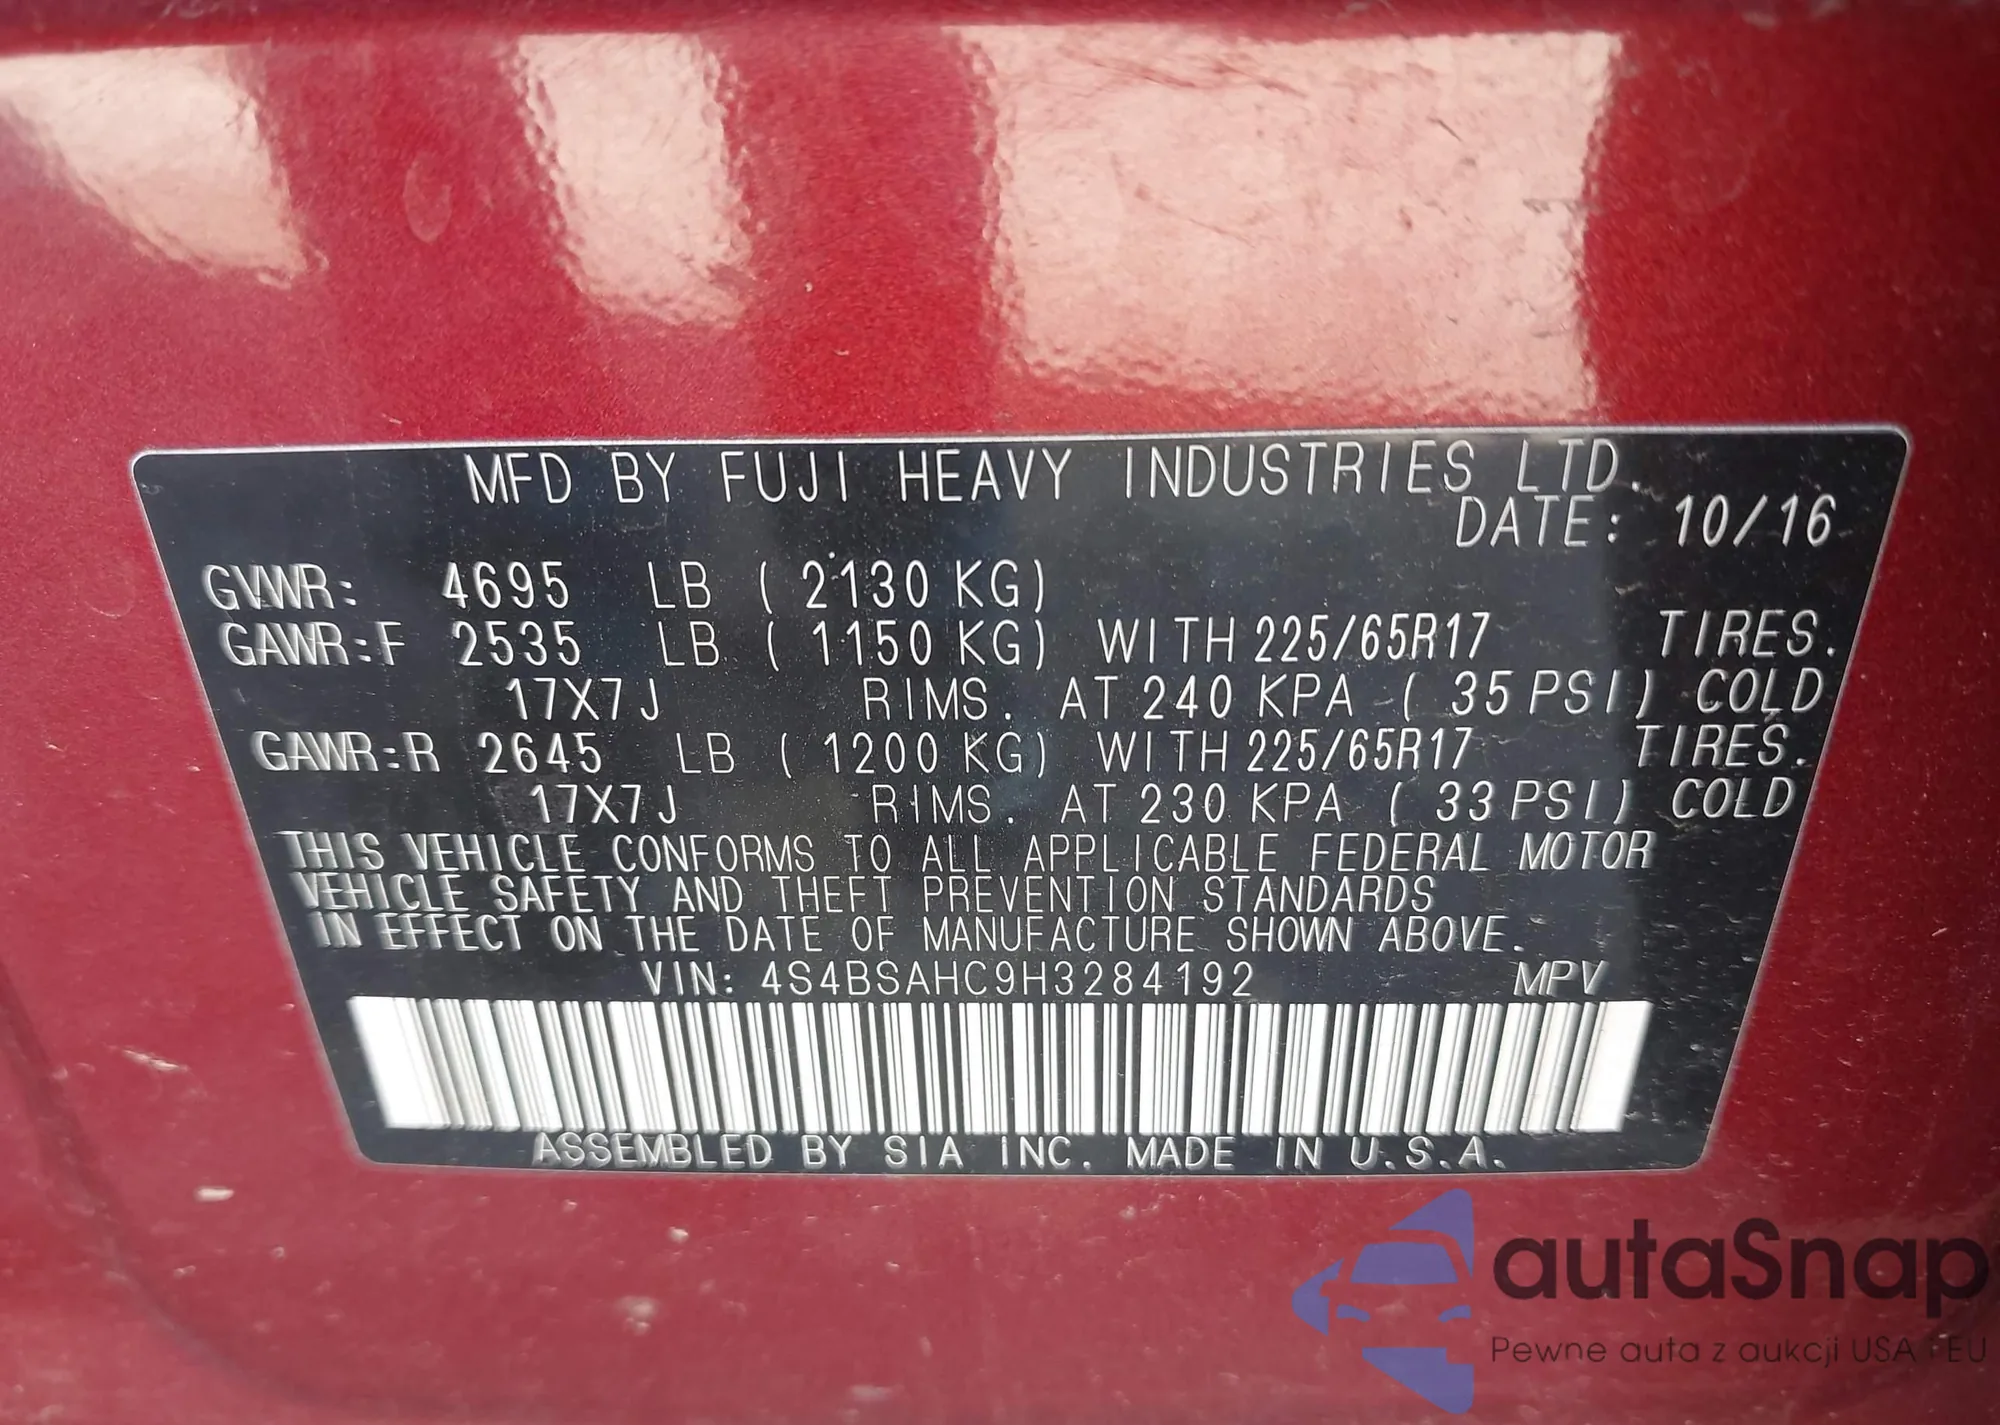 MFD BY FUJI HEAVY INDUSTRIES LTD.
DATE: 10/16
GVWR: 4695 LB ( 2130 KG)
GAWR:F 2535 LB ( 1150 KG) WITH 225/65R17 TIRES.
17X7J RIMS. AT 240 KPA ( 35 PSI) COLD
GAWR:R 2645 LB ( 1200 KG) WITH 225/65R17 TIRES.
17X7J RIMS. AT 230 KPA ( 33 PSI) COLD
THIS VEHICLE CONFORMS TO ALL APPLICABLE FEDERAL MOTOR
VEHICLE SAFETY AND THEFT PREVENTION STANDARDS
IN EFFECT ON THE DATE OF MANUFACTURE SHOWN ABOVE.
VIN: 4S4BSAHC9H3284192 MPV
ASSEMBLED BY SIA INC. MADE IN U.S.A.
autaSnap
Pewne auta z aukcji USA i EU